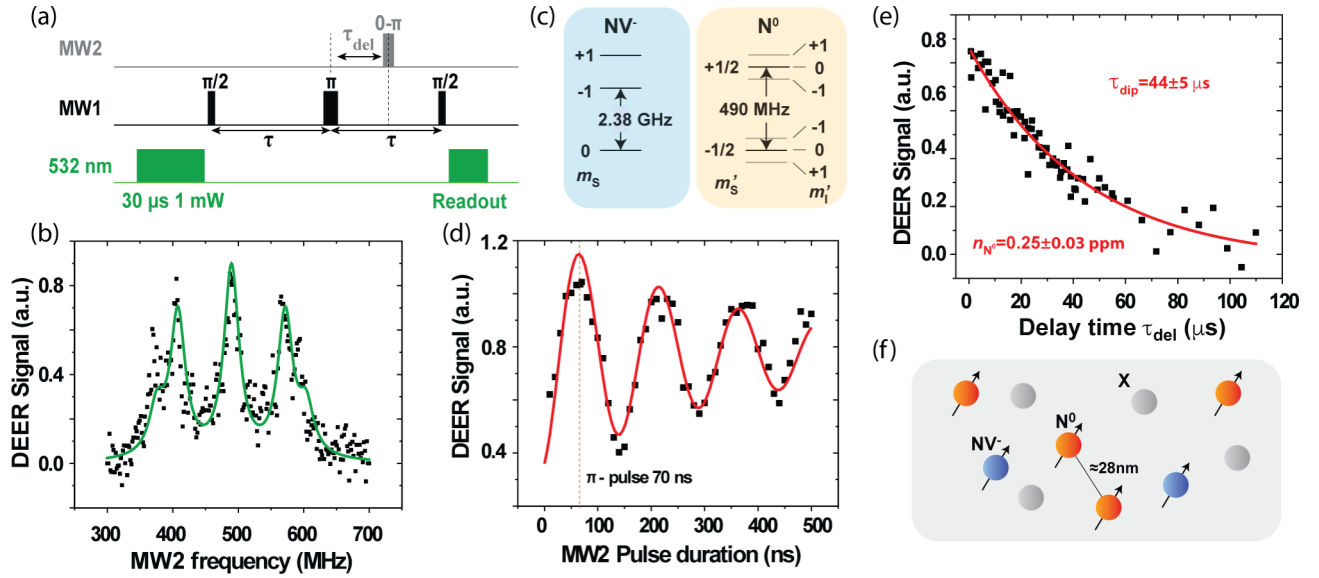 (a)
MW2
0-π
τdel
π/2
π
π/2
MW1
τ
τ
532 nm
30 µs 1 mW
Readout
(b)
DEER Signal (a.u.)
0.8
0.4
0.0
300
400
500
600
700
MW2 frequency (MHz)
(c)
NV-
+1
-1
2.38 GHz
0
mS
N0
+1
+1/2
0
-1
490 MHz
-1
-1/2
0
+1
m'S
m'I
(d)
DEER Signal (a.u.)
1.2
0.8
0.4
π - pulse 70 ns
0
100
200
300
400
500
MW2 Pulse duration (ns)
(e)
DEER Signal (a.u.)
0.8
0.6
0.4
0.2
0.0
τdip=44±5 µs
nN0=0.25±0.03 ppm
0
20
40
60
80
100
120
Delay time τdel (µs)
(f)
X
N0
NV-
≈28nm